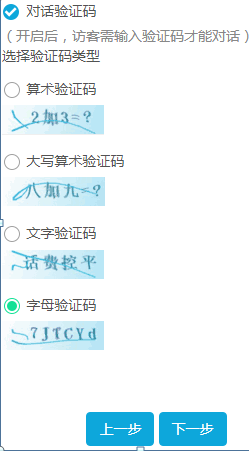 对话验证码
（开启后，访客需输入验证码才能对话）
选择验证码类型
算术验证码
2加3=?
大写算术验证码
八加九=?
文字验证码
话费控平
字母验证码
7JTCYd
上一步 下一步